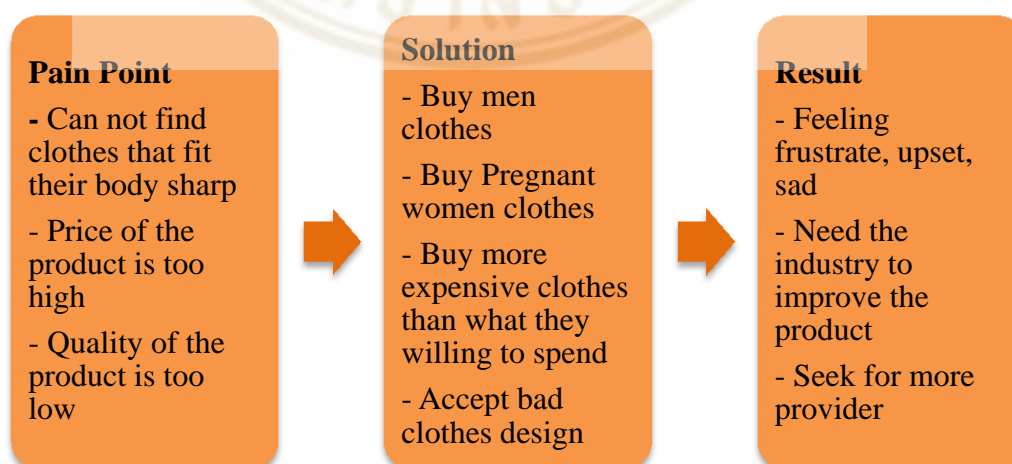 Pain Point
- Can not find
clothes that fit
their body sharp
- Price of the
product is too
high
- Quality of the
product is too
low
Solution
- Buy men
clothes
- Buy Pregnant
women clothes
- Buy more
expensive clothes
than what they
willing to spend
- Accept bad
clothes design
Result
- Feeling
frustrate, upset,
sad
- Need the
industry to
improve the
product
- Seek for more
provider